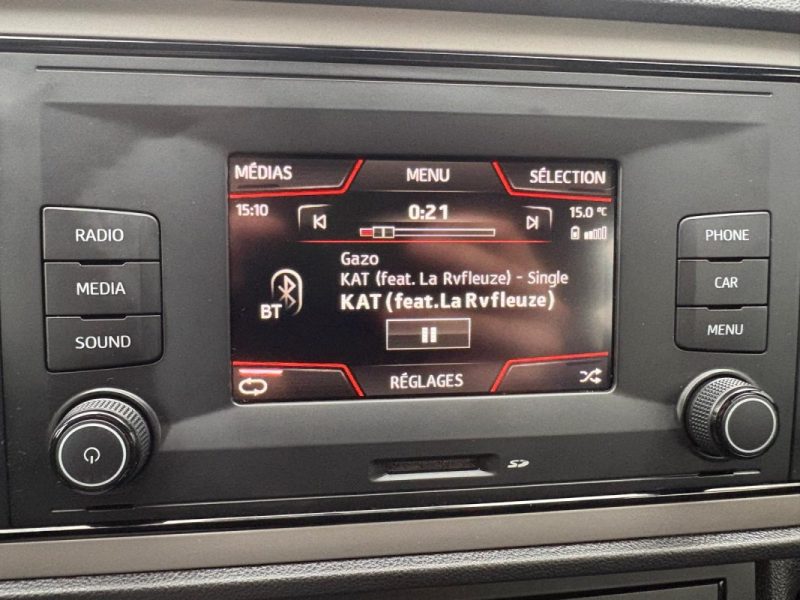 MÉDIAS MENU SÉLECTION
15:10 0:21 15.0 °C
Gazo
KAT (feat. La Rvfleuze) - Single
KAT (feat.La Rvfleuze)
BT
RÉGLAGES
RADIO
MEDIA
SOUND
PHONE
CAR
MENU
SD